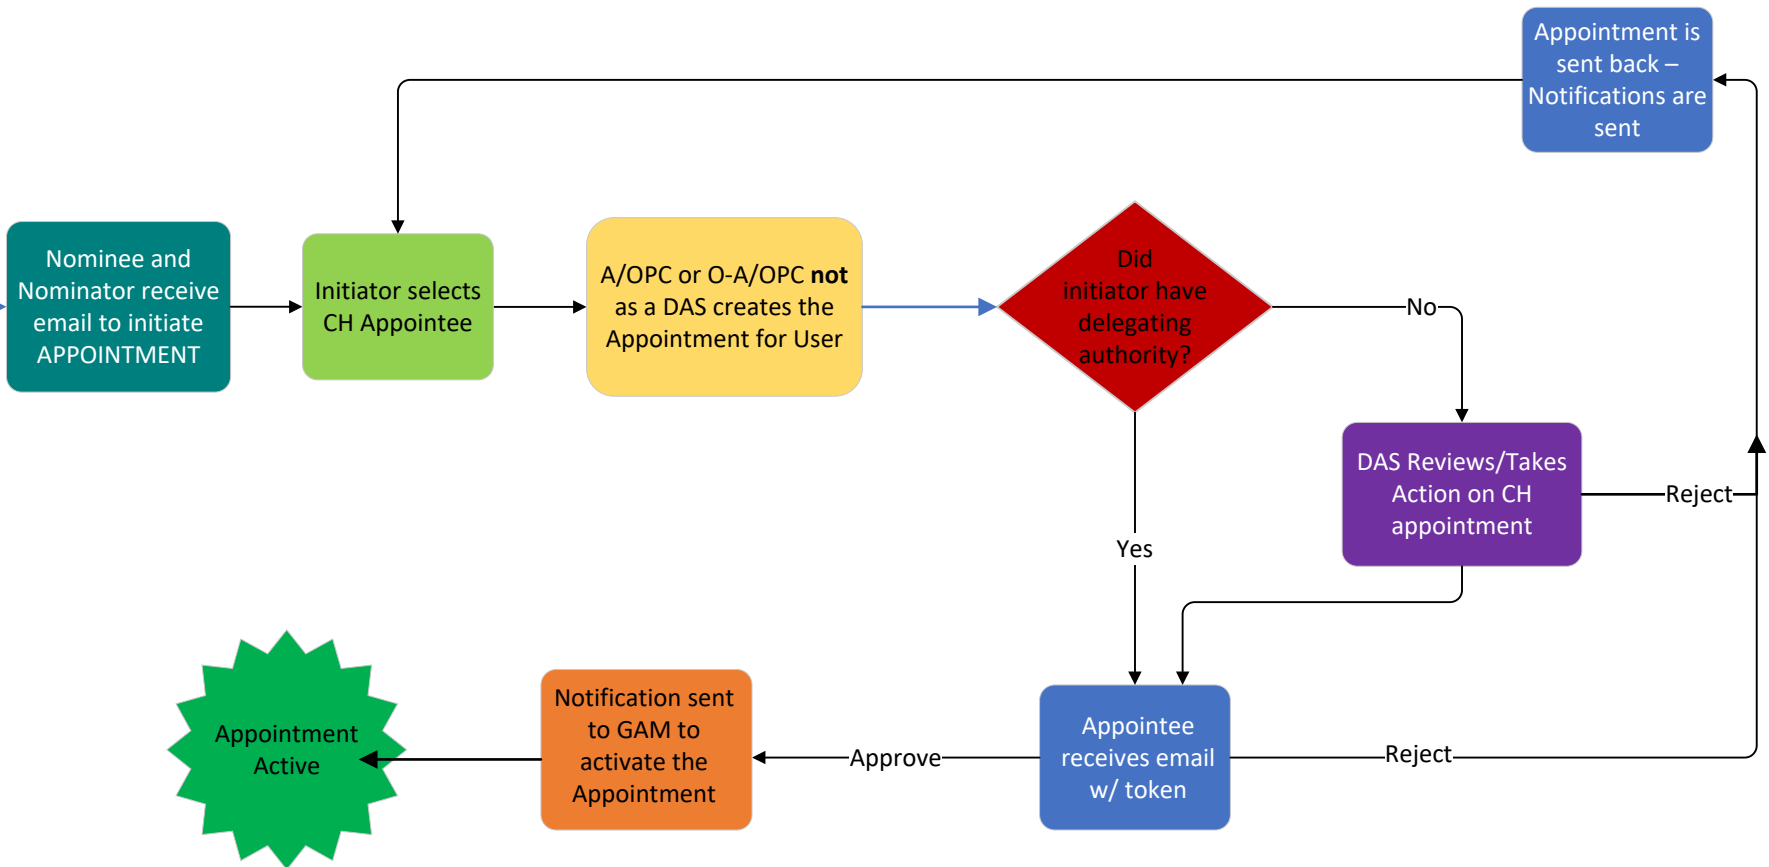 Appointment is
sent back –
Notifications are
sent
Nominee and
Nominator receive
email to initiate
APPOINTMENT
Initiator selects
CH Appointee
A/OPC or O-A/OPC not
as a DAS creates the
Appointment for User
Did
initiator have
delegating
authority?
No
DAS Reviews/Takes
Action on CH
appointment
Reject
Yes
Appointment
Active
Notification sent
to GAM to
activate the
Appointment
Approve
Appointee
receives email
w/ token
Reject